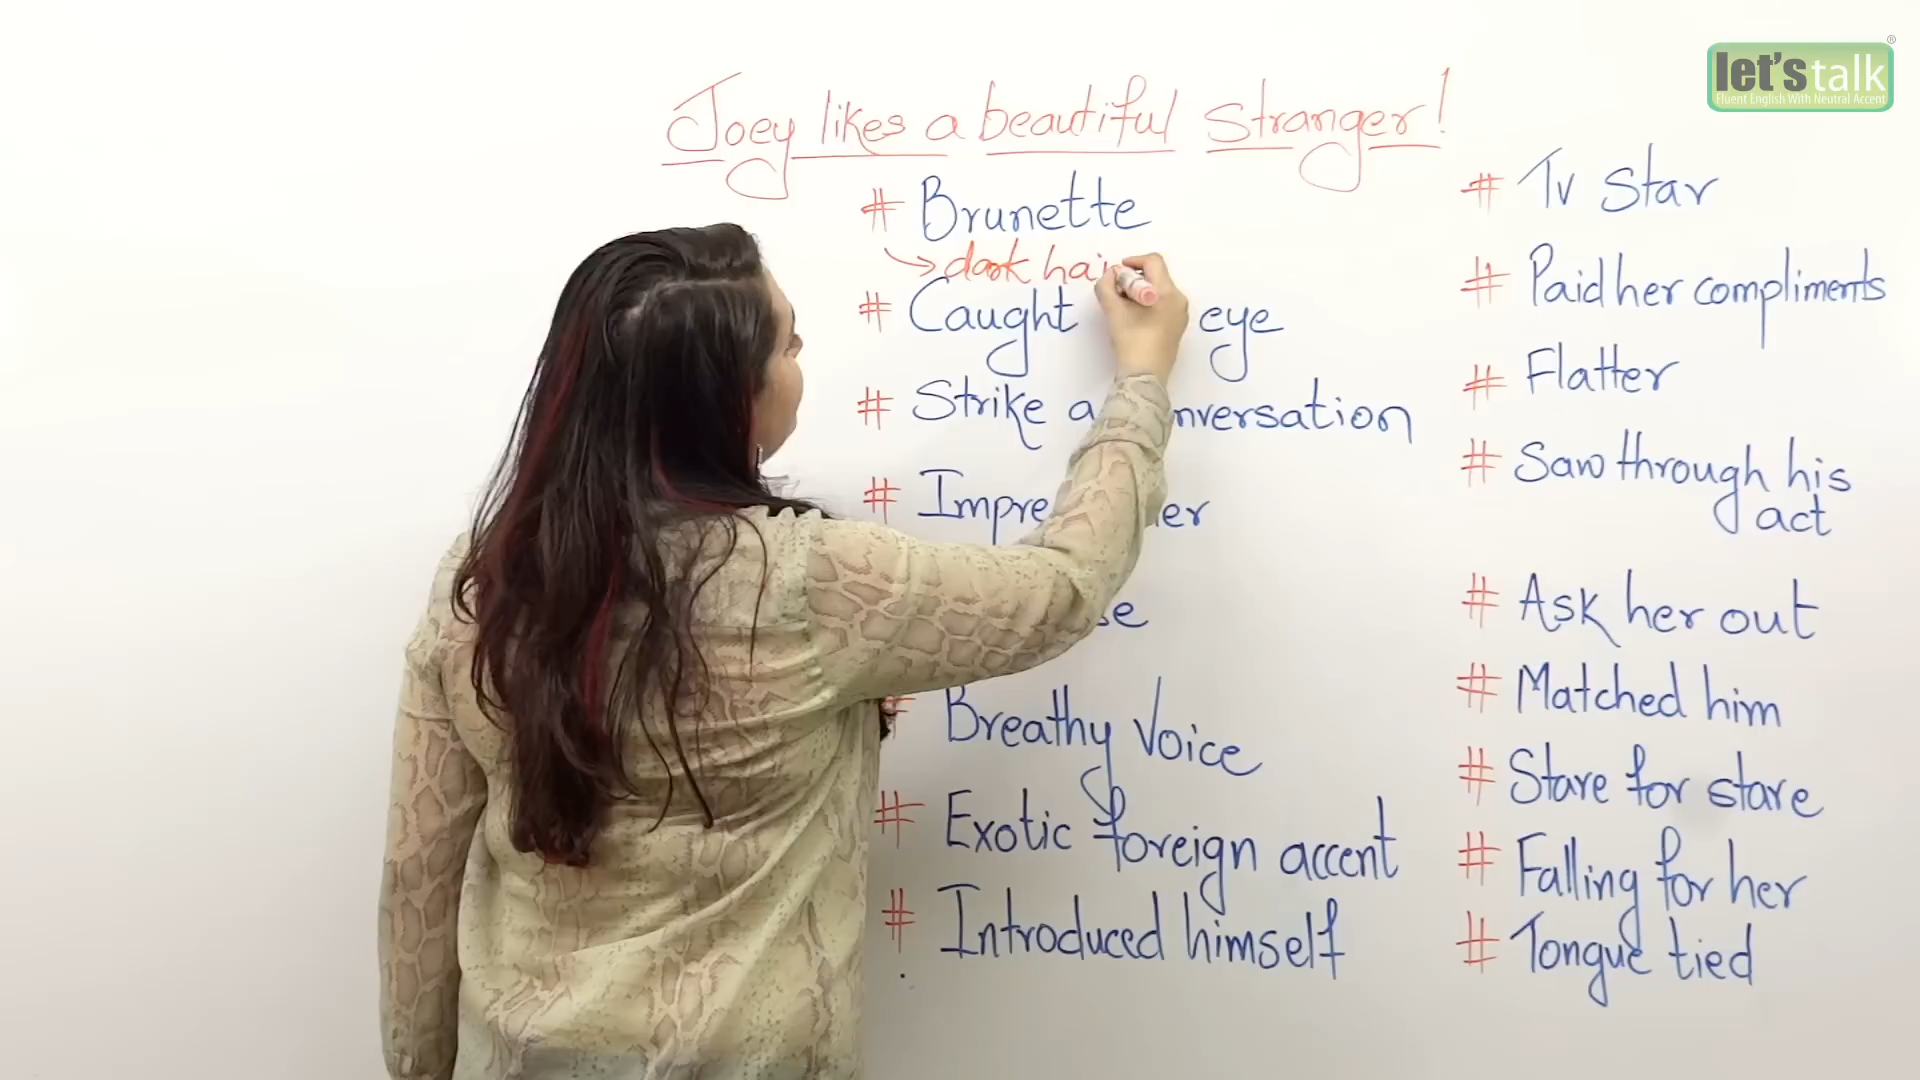 let's talk ®
Fluent English With Neutral Accent
Joey likes a beautiful stranger!
# Brunette
→ dark hai
# Caught eye
# Strike a nversation
# Impre er
se
# Breathy Voice
# Exotic foreign accent
# Introduced himself
# Tv Star
# Paid her compliments
# Flatter
# Saw through his
act
# Ask her out
# Matched him
# Stare for stare
# Falling for her
# Tongue tied